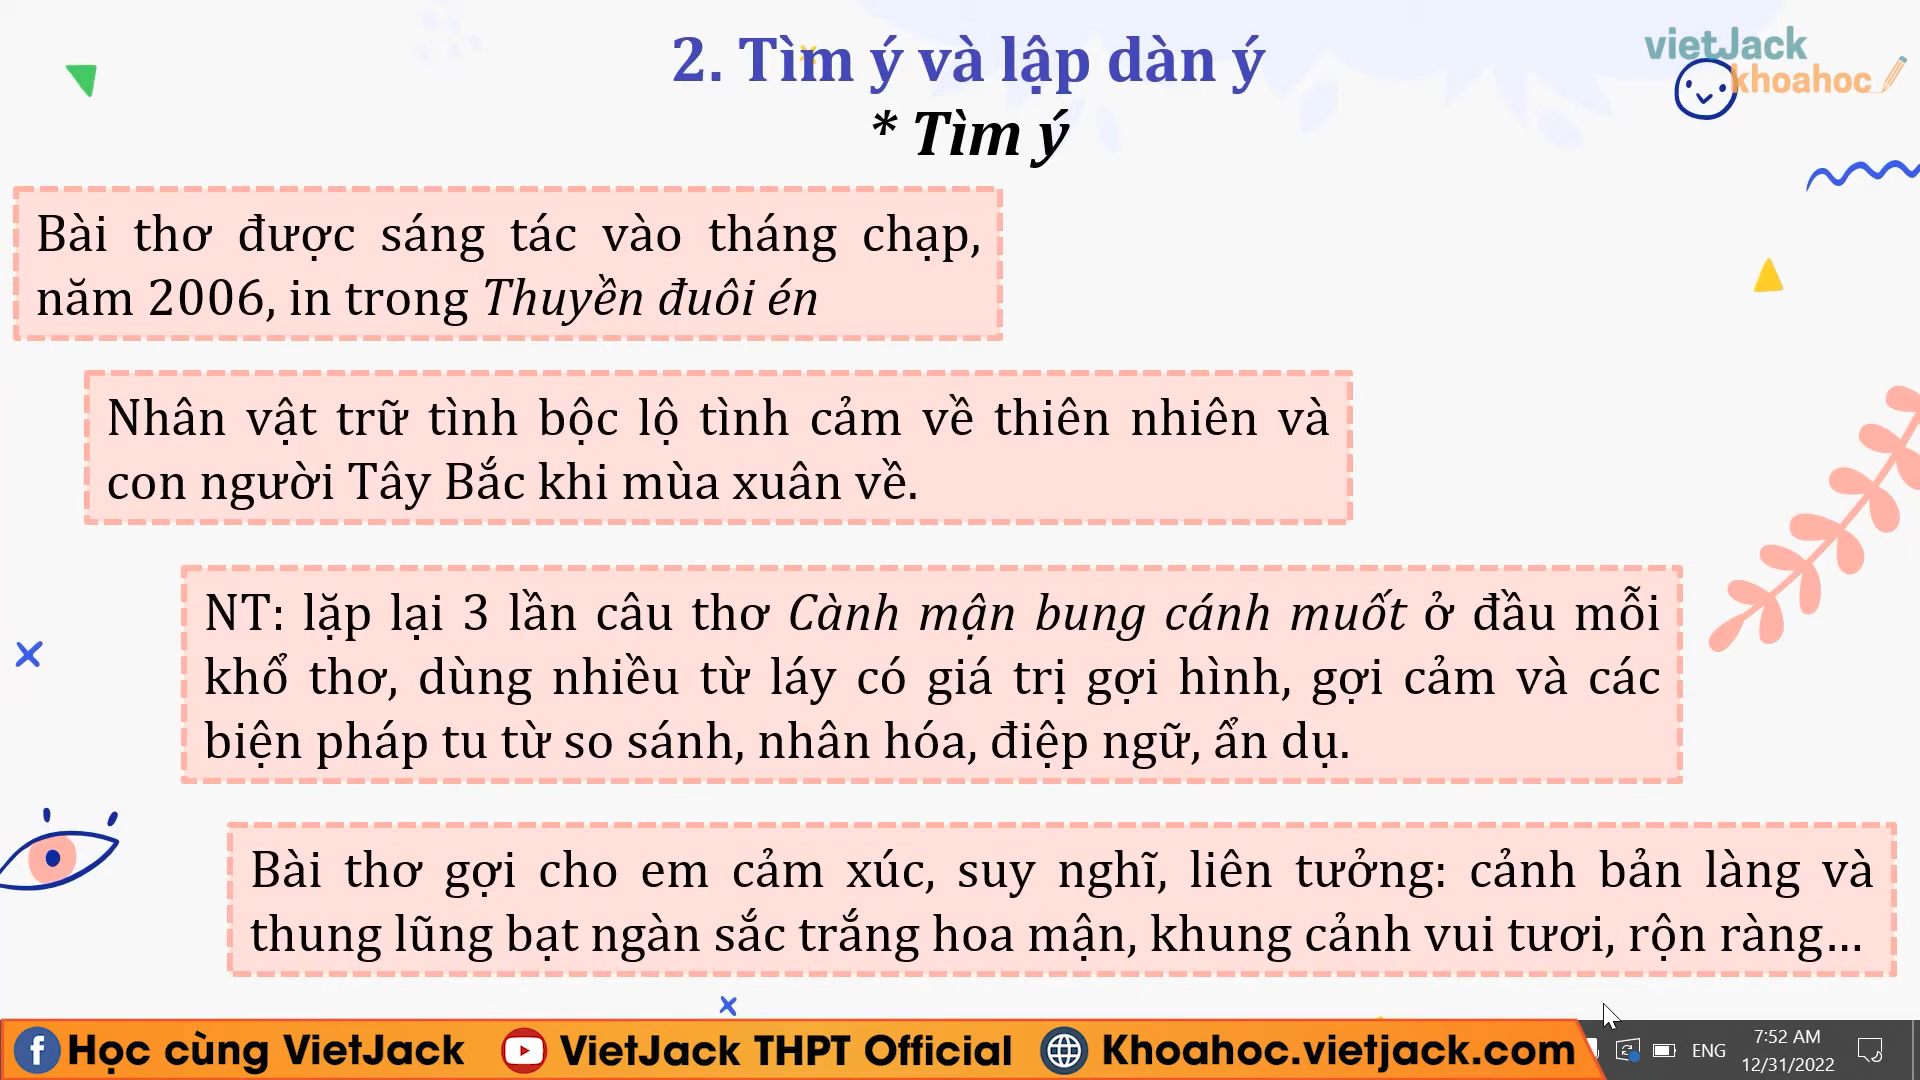 2. Tìm ý và lập dàn ý
* Tìm ý
vietJack
khoahoc
Bài thơ được sáng tác vào tháng chạp,
năm 2006, in trong Thuyền đuôi én
Nhân vật trữ tình bộc lộ tình cảm về thiên nhiên và
con người Tây Bắc khi mùa xuân về.
NT: lặp lại 3 lần câu thơ Cành mận bung cánh muốt ở đầu mỗi
khổ thơ, dùng nhiều từ láy có giá trị gợi hình, gợi cảm và các
biện pháp tu từ so sánh, nhân hóa, điệp ngữ, ẩn dụ.
Bài thơ gợi cho em cảm xúc, suy nghĩ, liên tưởng: cảnh bản làng và
thung lũng bạt ngàn sắc trắng hoa mận, khung cảnh vui tươi, rộn ràng...
Học cùng VietJack VietJack THPT Official Khoahoc.vietjack.com ENG 7:52 AM
12/31/2022